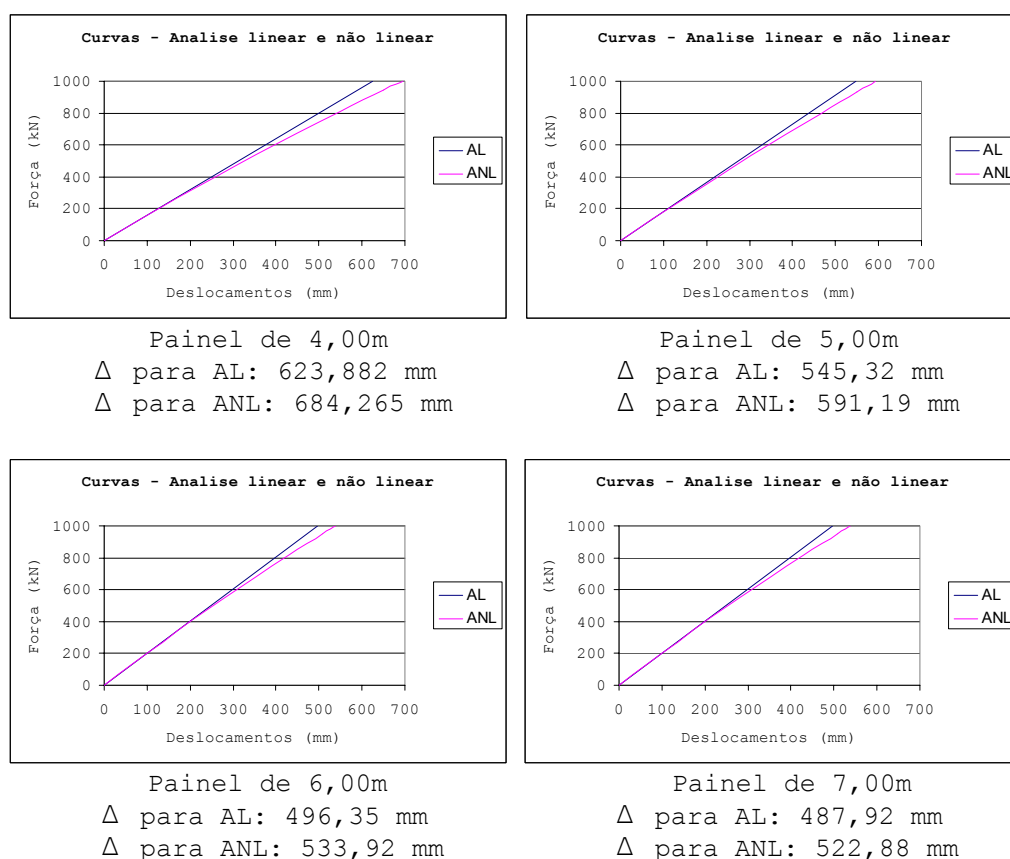 Curvas - Analise linear e não linear
Força (kN)
1000
800
600
400
200
0
0 100 200 300 400 500 600 700
Deslocamentos (mm)
AL
ANL
Painel de 4,00m
Δ para AL: 623,882 mm
Δ para ANL: 684,265 mm
Curvas - Analise linear e não linear
Força (kN)
1000
800
600
400
200
0
0 100 200 300 400 500 600 700
Deslocamentos (mm)
AL
ANL
Painel de 5,00m
Δ para AL: 545,32 mm
Δ para ANL: 591,19 mm
Curvas - Analise linear e não linear
Força (kN)
1000
800
600
400
200
0
0 100 200 300 400 500 600 700
Deslocamentos (mm)
AL
ANL
Painel de 6,00m
Δ para AL: 496,35 mm
Δ para ANL: 533,92 mm
Curvas - Analise linear e não linear
Força (kN)
1000
800
600
400
200
0
0 100 200 300 400 500 600 700
Deslocamentos (mm)
AL
ANL
Painel de 7,00m
Δ para AL: 487,92 mm
Δ para ANL: 522,88 mm